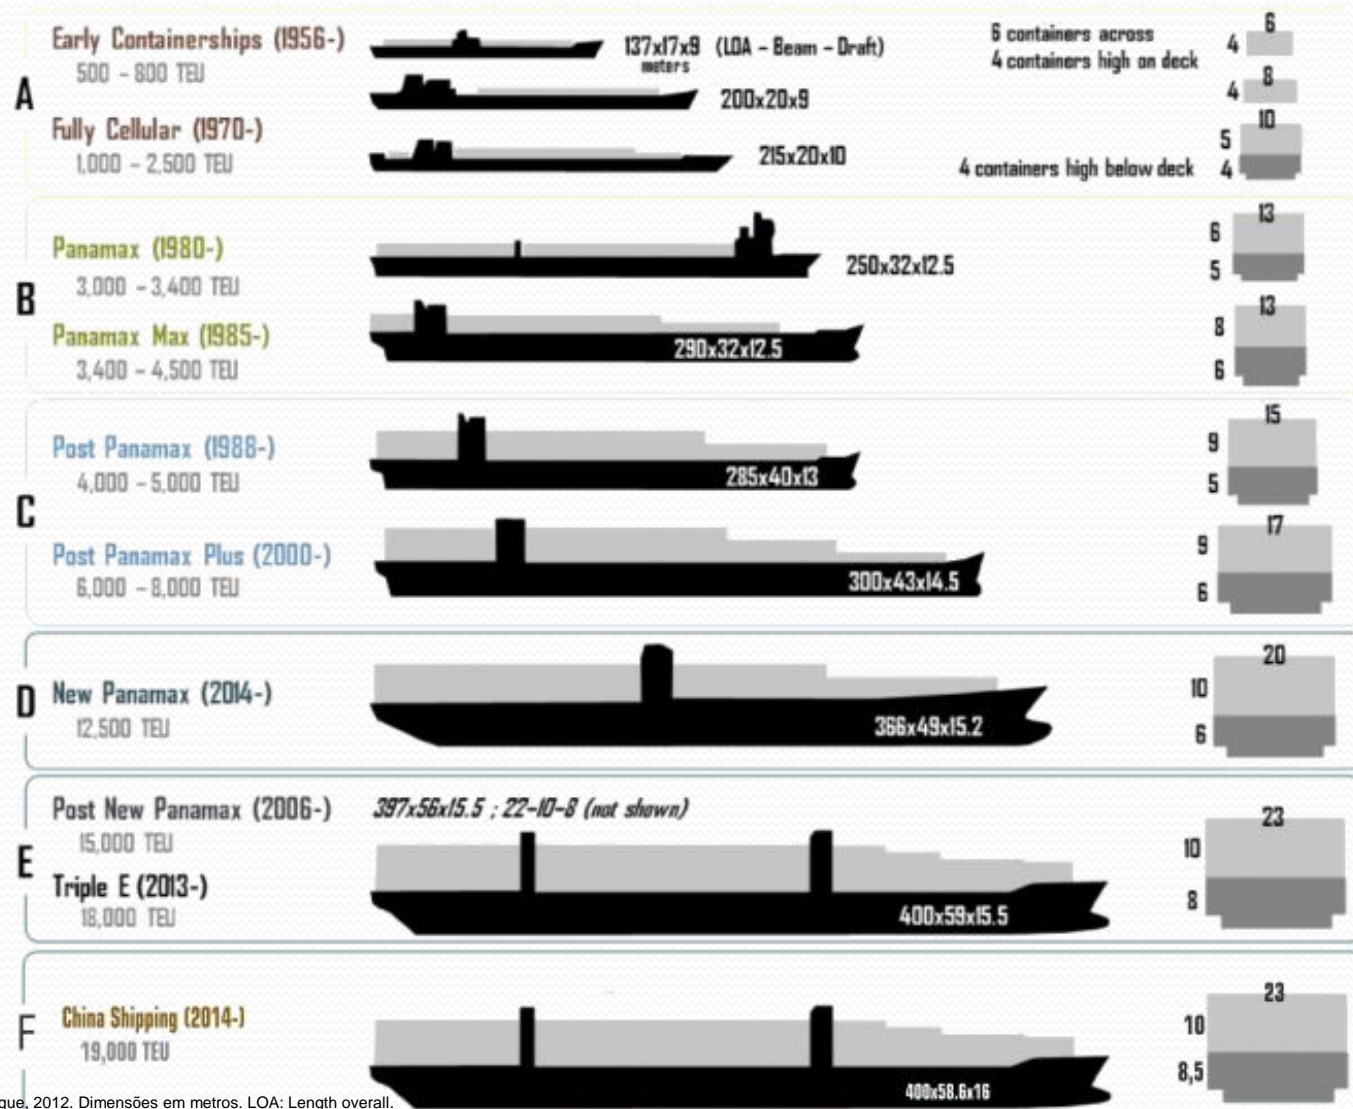 Early Containerships (1956-)
500 – 800 TEU
137x17x9 (LOA – Beam – Draft)
meters
6 containers across
4 containers high on deck
6
4
A
200x20x9
8
4
Fully Cellular (1970-)
1,000 – 2,500 TEU
215x20x10
4 containers high below deck
10
5
4
B
Panamax (1980-)
3,000 – 3,400 TEU
250x32x12.5
13
6
5
Panamax Max (1985-)
3,400 – 4,500 TEU
290x32x12.5
13
8
6
C
Post Panamax (1988-)
4,000 – 5,000 TEU
285x40x13
15
9
5
Post Panamax Plus (2000-)
6,000 – 8,000 TEU
300x43x14.5
17
9
6
D
New Panamax (2014-)
12,500 TEU
366x49x15.2
20
10
6
E
Post New Panamax (2006-)
15,000 TEU
397x56x15.5 ; 22–10–8 (not shown)
Triple E (2013-)
18,000 TEU
400x59x15.5
23
10
8
F
China Shipping (2014-)
19,000 TEU
400x58.6x16
23
10
8,5
que, 2012. Dimensões em metros. LOA: Length overall.